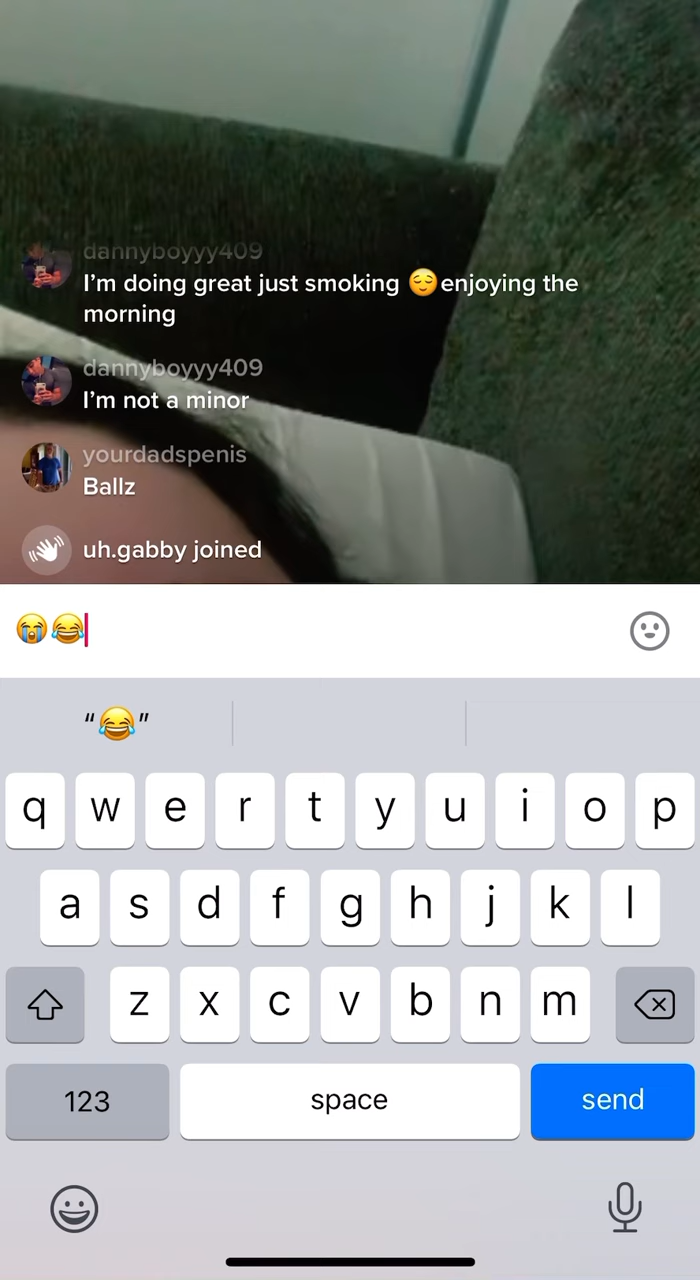 dannyboyyy409
I’m doing great just smoking 😌enjoying the
morning
dannyboyyy409
I’m not a minor
yourdadspenis
Ballz
uh.gabby joined
😭😂
“😂”
q w e r t y u i o p
a s d f g h j k l
z x c v b n m
123 space send